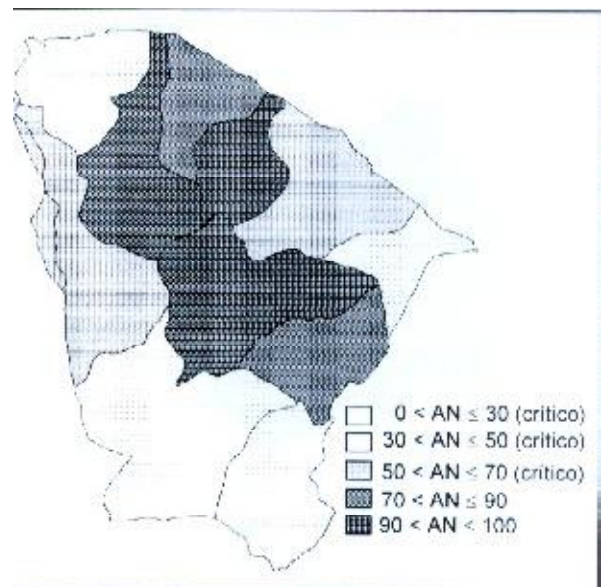 0 < AN ≤ 30 (crítico)
30 < AN ≤ 50 (crítico)
50 < AN ≤ 70 (crítico)
70 < AN ≤ 90
90 < AN < 100